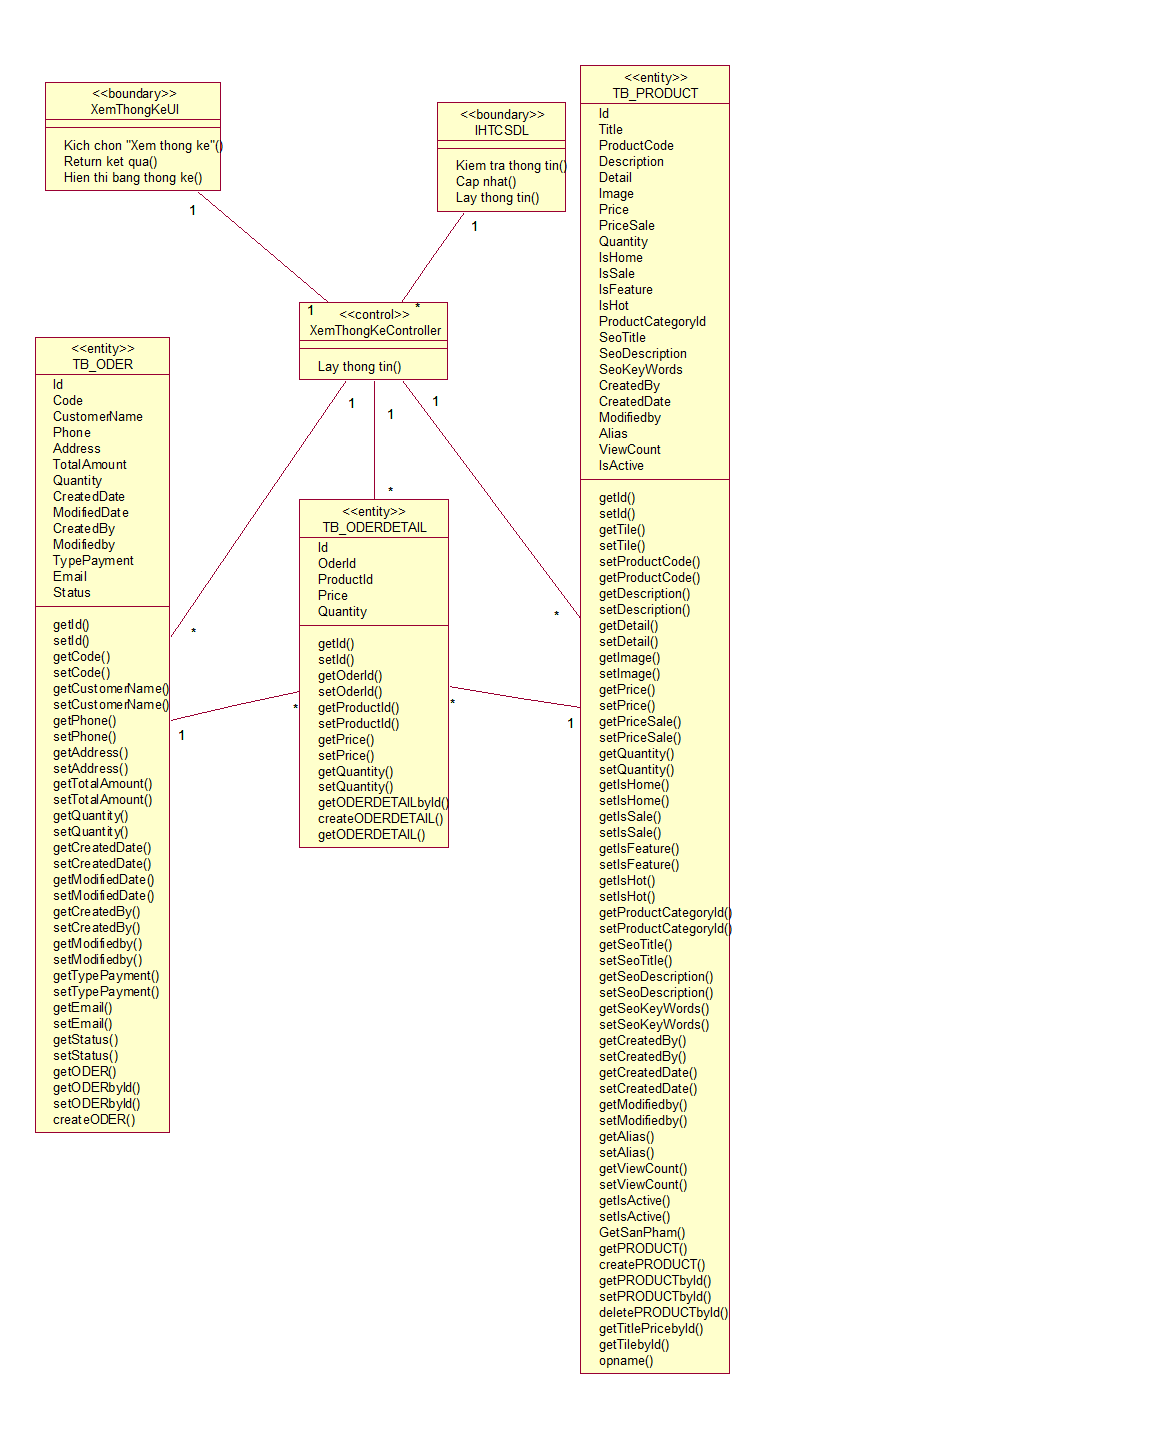 <<boundary>>
XemThongKeUI
Kich chon "Xem thong ke"()
Return ket qua()
Hien thi bang thong ke()
1
<<boundary>>
IHTCSDL
Kiem tra thong tin()
Cap nhat()
Lay thong tin()
1
1
*
<<control>>
XemThongKeController
Lay thong tin()
1
1
1
<<entity>>
TB_ODER
Id
Code
CustomerName
Phone
Address
TotalAmount
Quantity
CreatedDate
ModifiedDate
CreatedBy
Modifiedby
TypePayment
Email
Status
getId()
setId()
getCode()
setCode()
getCustomerName()
setCustomerName()
getPhone()
setPhone()
getAddress()
setAddress()
getTotalAmount()
setTotalAmount()
getQuantity()
setQuantity()
getCreatedDate()
setCreatedDate()
getModifiedDate()
setModifiedDate()
getCreatedBy()
setCreatedBy()
getModifiedby()
setModifiedby()
getTypePayment()
setTypePayment()
getEmail()
setEmail()
getStatus()
setStatus()
getODER()
getODERbyId()
setODERbyId()
createODER()
*
1
*
<<entity>>
TB_ODERDETAIL
Id
OderId
ProductId
Price
Quantity
getId()
setId()
getOderId()
setOderId()
getProductId()
setProductId()
getPrice()
setPrice()
getQuantity()
setQuantity()
getODERDETAILbyId()
createODERDETAIL()
getODERDETAIL()
*
*
*
1
<<entity>>
TB_PRODUCT
Id
Title
ProductCode
Description
Detail
Image
Price
PriceSale
Quantity
IsHome
IsSale
IsFeature
IsHot
ProductCategoryId
SeoTitle
SeoDescription
SeoKeyWords
CreatedBy
CreatedDate
Modifiedby
Alias
ViewCount
IsActive
getId()
setId()
getTile()
setTile()
setProductCode()
getProductCode()
getDescription()
setDescription()
getDetail()
setDetail()
getImage()
setImage()
getPrice()
setPrice()
getPriceSale()
setPriceSale()
getQuantity()
setQuantity()
getIsHome()
setIsHome()
getIsSale()
setIsSale()
getIsFeature()
setIsFeature()
getIsHot()
setIsHot()
getProductCategoryId()
setProductCategoryId()
getSeoTitle()
setSeoTitle()
getSeoDescription()
setSeoDescription()
getSeoKeyWords()
setSeoKeyWords()
getCreatedBy()
setCreatedBy()
getCreatedDate()
setCreatedDate()
getModifiedby()
setModifiedby()
getAlias()
setAlias()
getViewCount()
setViewCount()
getIsActive()
setIsActive()
GetSanPham()
getPRODUCT()
createPRODUCT()
getPRODUCTbyId()
setPRODUCTbyId()
deletePRODUCTbyId()
getTitlePricebyId()
getTilebyId()
opname()